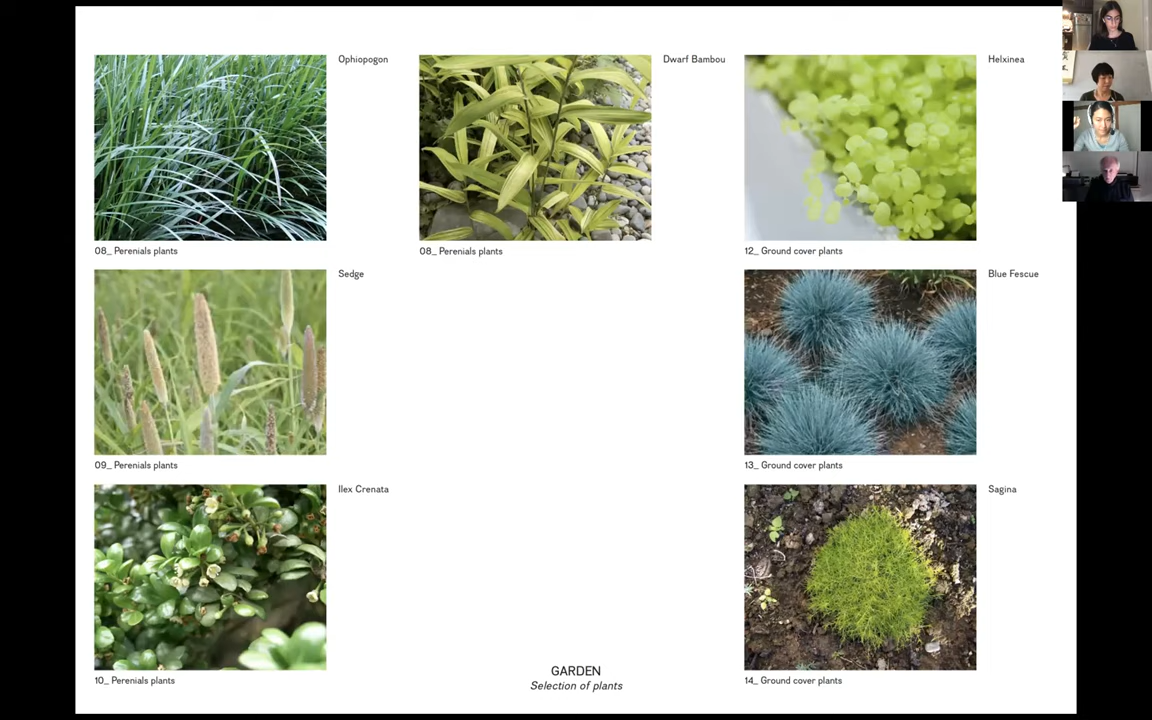 Ophiopogon
08_ Perenials plants
Dwarf Bambou
08_ Perenials plants
Helxinea
12_ Ground cover plants
Sedge
09_ Perenials plants
Blue Fescue
13_ Ground cover plants
Ilex Crenata
10_ Perenials plants
Sagina
14_ Ground cover plants
GARDEN
Selection of plants